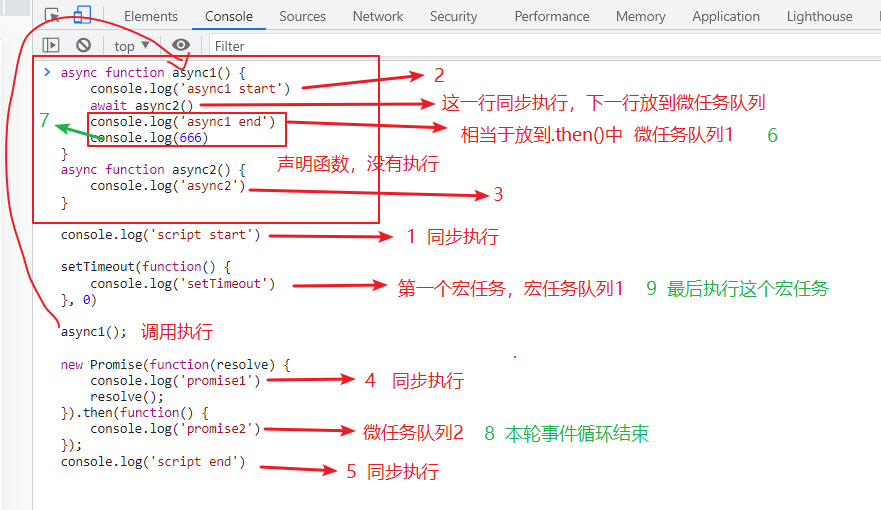 Elements Console Sources Network Security Performance Memory Application Lighthouse
top Filter
async function async1() {
console.log('async1 start') 2
await async2() 这一行同步执行，下一行放到微任务队列
console.log('async1 end') 相当于放到.then()中 微任务队列1 6
7 console.log(666)
}
声明函数，没有执行
async function async2() {
console.log('async2') 3
}
console.log('script start') 1 同步执行
setTimeout(function() {
console.log('setTimeout') 第一个宏任务，宏任务队列1 9 最后执行这个宏任务
}, 0)
async1(); 调用执行
new Promise(function(resolve) {
console.log('promise1') 4 同步执行
resolve();
}).then(function() {
console.log('promise2') 微任务队列2 8 本轮事件循环结束
});
console.log('script end') 5 同步执行